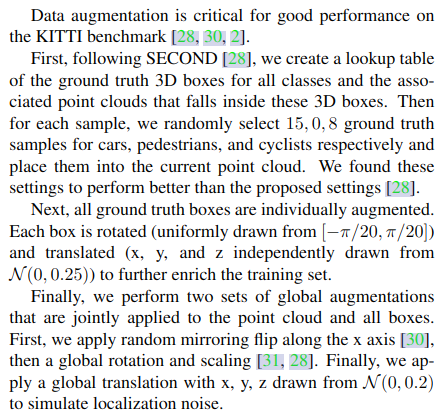 Data augmentation is critical for good performance on
the KITTI benchmark [28, 30, 2].
First, following SECOND [28], we create a lookup table
of the ground truth 3D boxes for all classes and the asso-
ciated point clouds that falls inside these 3D boxes. Then
for each sample, we randomly select 15, 0, 8 ground truth
samples for cars, pedestrians, and cyclists respectively and
place them into the current point cloud. We found these
settings to perform better than the proposed settings [28].
Next, all ground truth boxes are individually augmented.
Each box is rotated (uniformly drawn from [−π/20, π/20])
and translated (x, y, and z independently drawn from
𝒩(0, 0.25)) to further enrich the training set.
Finally, we perform two sets of global augmentations
that are jointly applied to the point cloud and all boxes.
First, we apply random mirroring flip along the x axis [30],
then a global rotation and scaling [31, 28]. Finally, we ap-
ply a global translation with x, y, z drawn from 𝒩(0, 0.2)
to simulate localization noise.